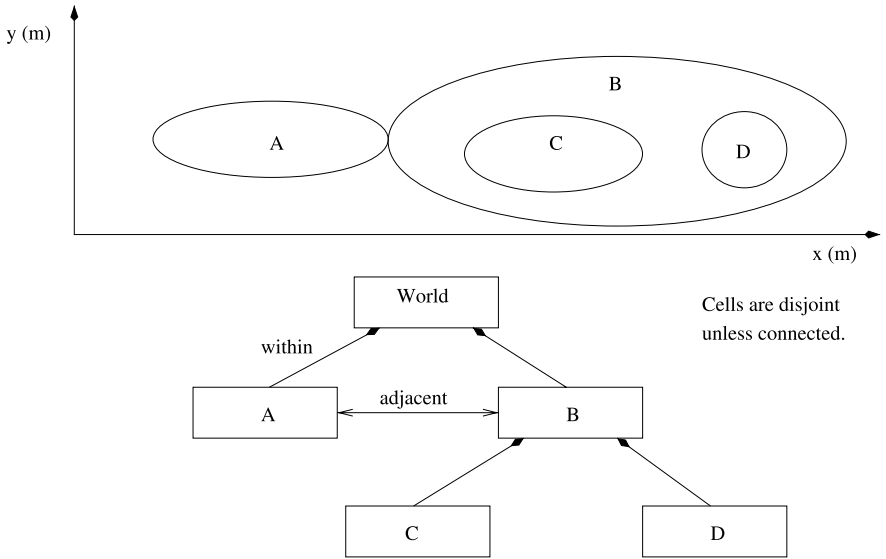 y (m)
B
A
C
D
x (m)
World
Cells are disjoint
unless connected.
within
adjacent
A
B
C
D